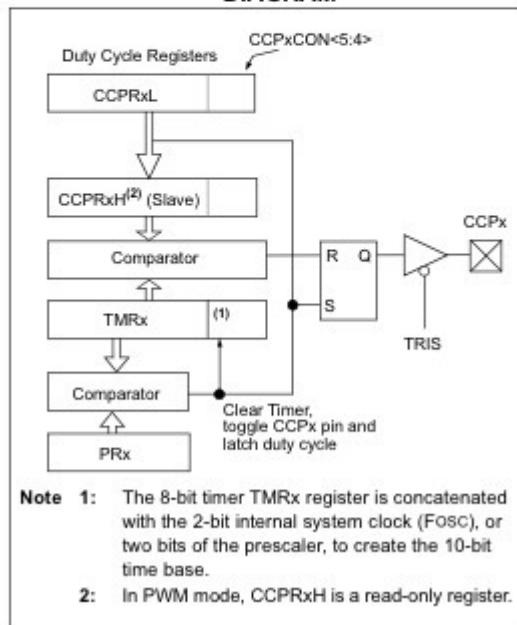 CCPxCON<5:4>
Duty Cycle Registers
CCPRxL
CCPRxH(2) (Slave)
CCPx
Comparator
R Q
TMRx (1)
S
TRIS
Comparator
Clear Timer,
toggle CCPx pin and
latch duty cycle
PRx
Note 1: The 8-bit timer TMRx register is concatenated
with the 2-bit internal system clock (FOSC), or
two bits of the prescaler, to create the 10-bit
time base.
2: In PWM mode, CCPRxH is a read-only register.